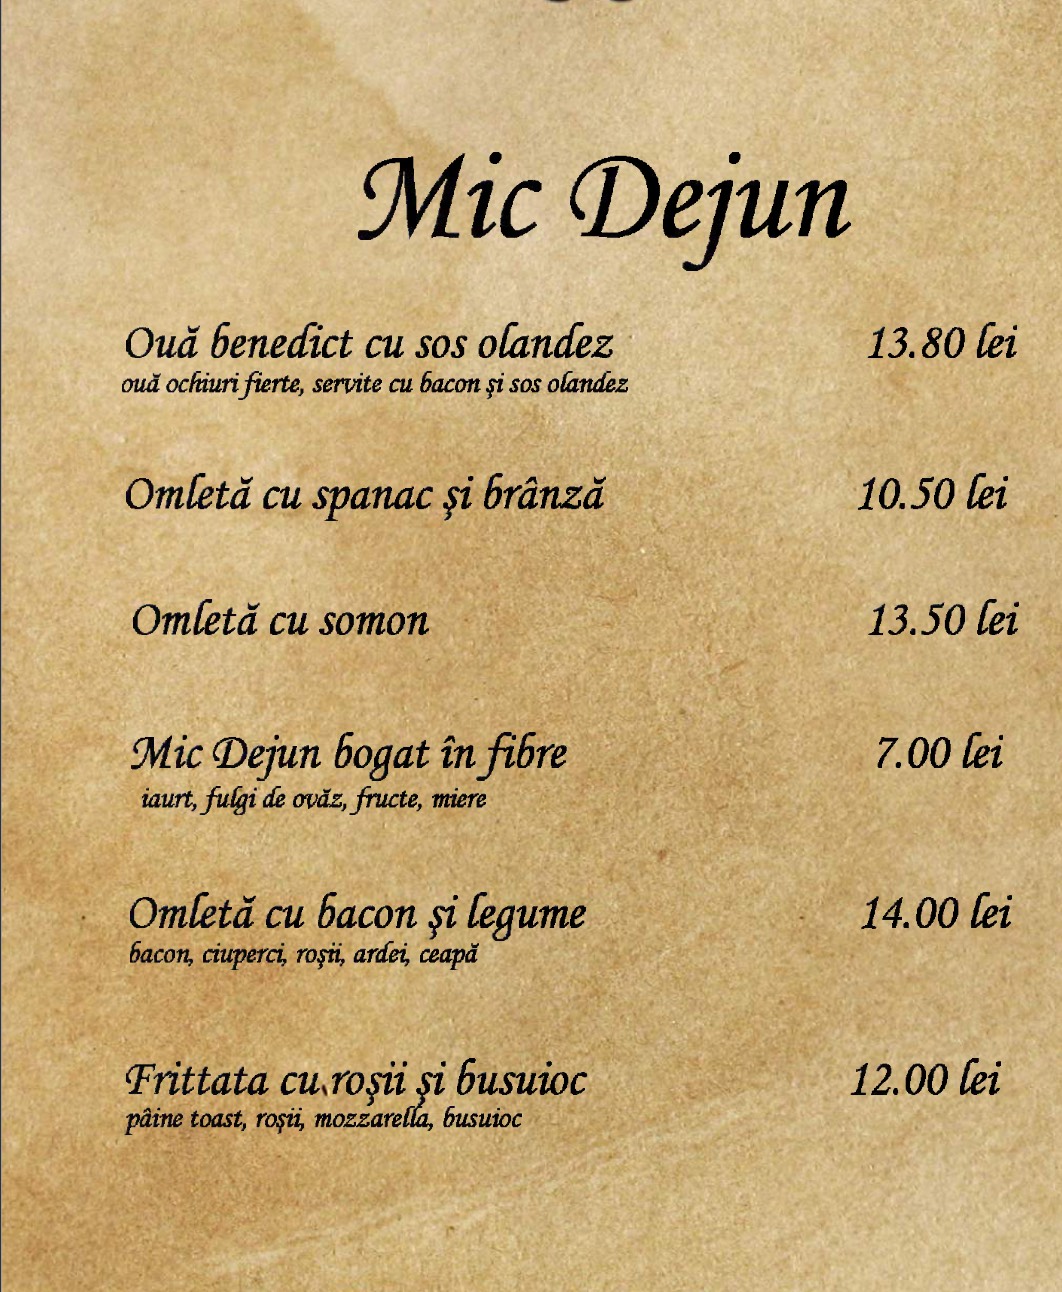 Mic Dejun
Ouă benedict cu sos olandez 13.80 lei
ouă ochiuri fierte, servite cu bacon şi sos olandez
Omletă cu spanac şi brânză 10.50 lei
Omletă cu somon 13.50 lei
Mic Dejun bogat în fibre 7.00 lei
iaurt, fulgi de ovăz, fructe, miere
Omletă cu bacon şi legume 14.00 lei
bacon, ciuperci, roşii, ardei, ceapă
Frittata cu roşii şi busuioc 12.00 lei
pâine toast, roşii, mozzarella, busuioc